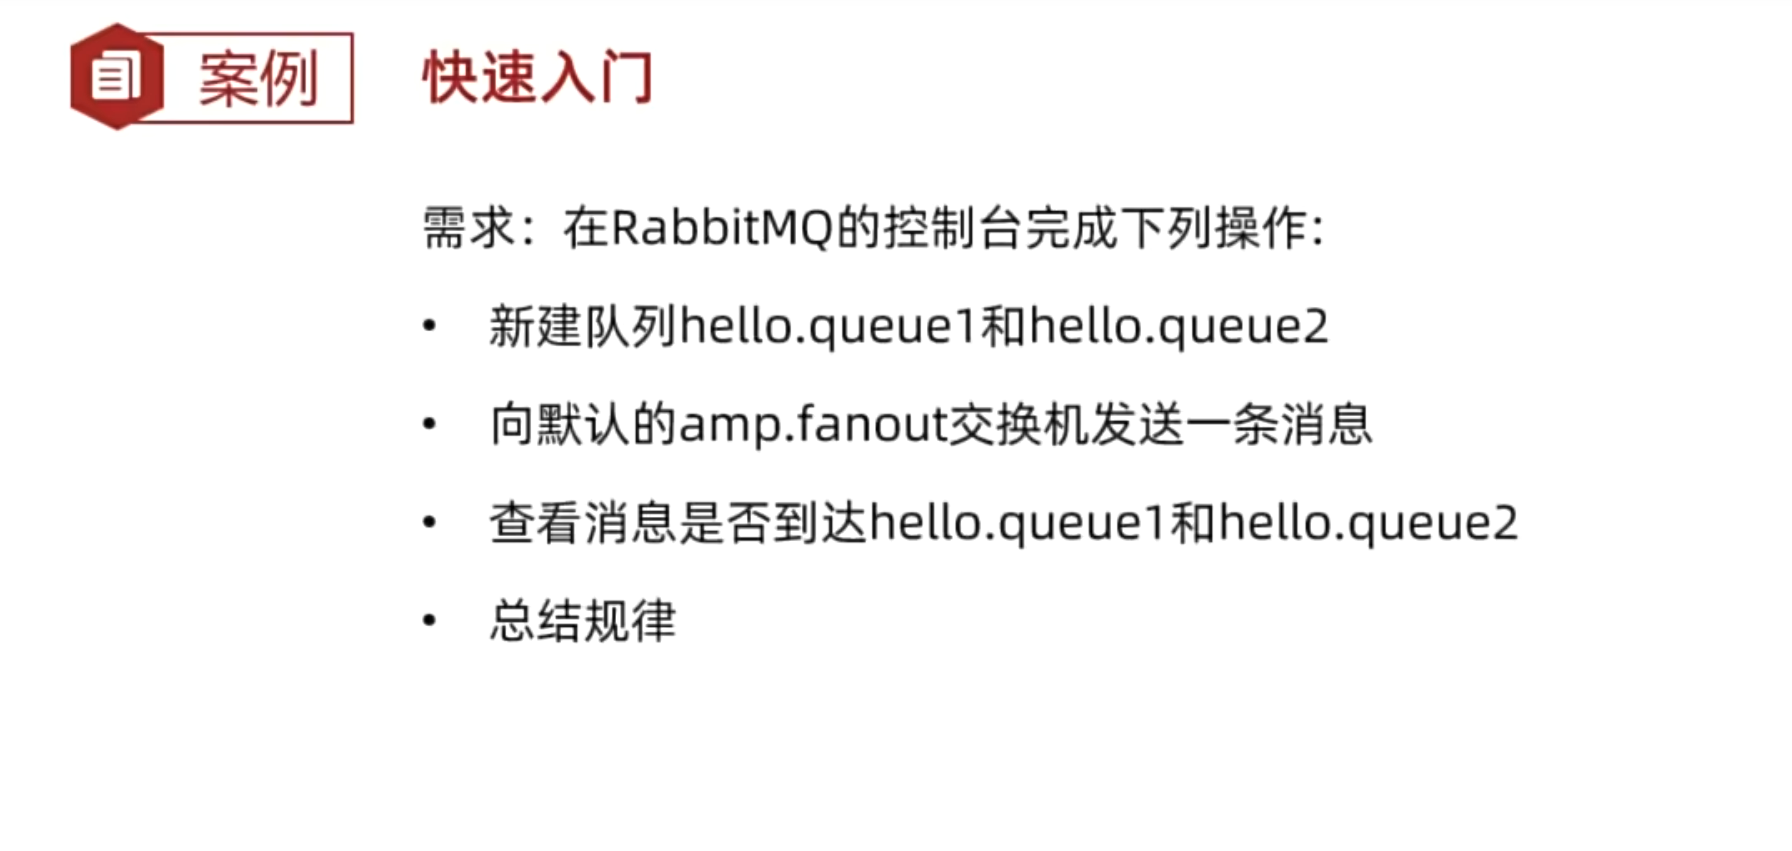 案例 快速入门
需求：在RabbitMQ的控制台完成下列操作：
• 新建队列hello.queue1和hello.queue2
• 向默认的amp.fanout交换机发送一条消息
• 查看消息是否到达hello.queue1和hello.queue2
• 总结规律